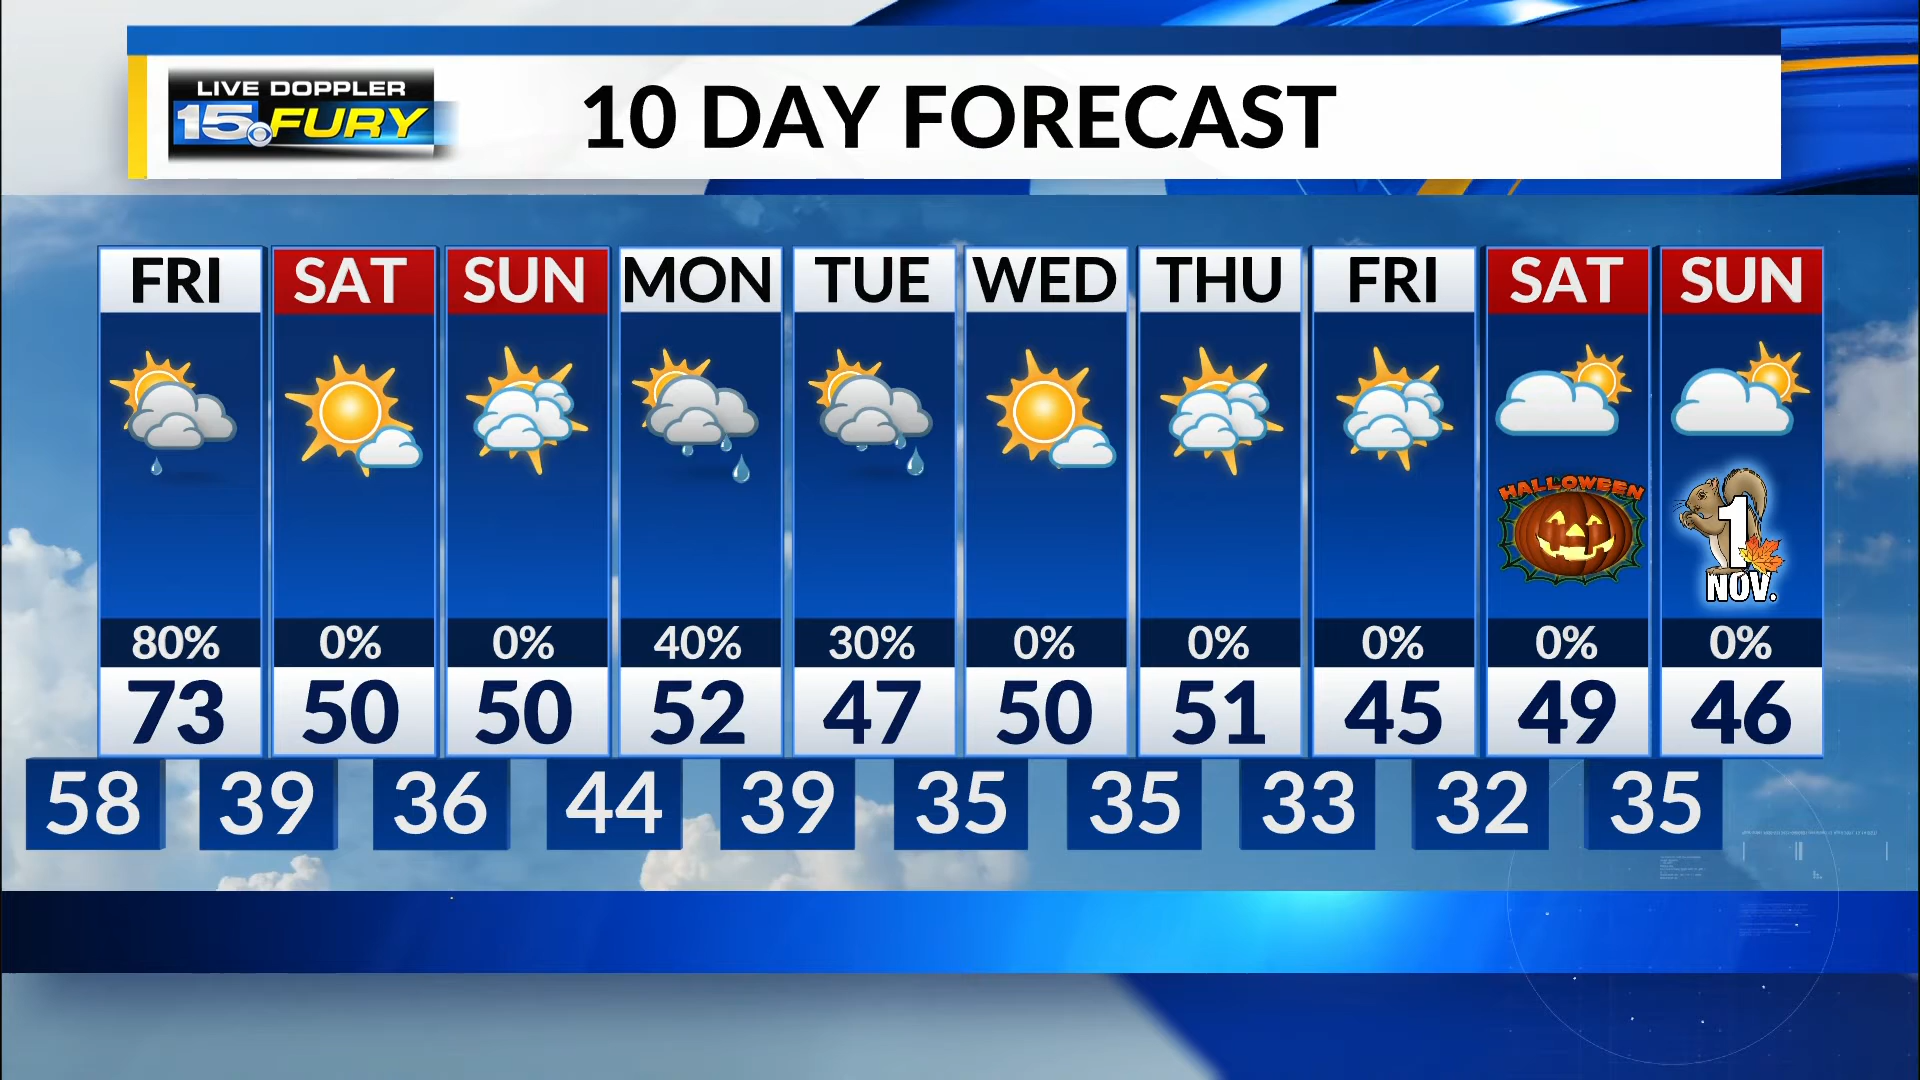 LIVE DOPPLER
15 FURY
10 DAY FORECAST
FRI SAT SUN MON TUE WED THU FRI SAT SUN
HALLOWEEN
1
NOV.
80% 0% 0% 40% 30% 0% 0% 0% 0% 0%
73 50 50 52 47 50 51 45 49 46
58 39 36 44 39 35 35 33 32 35